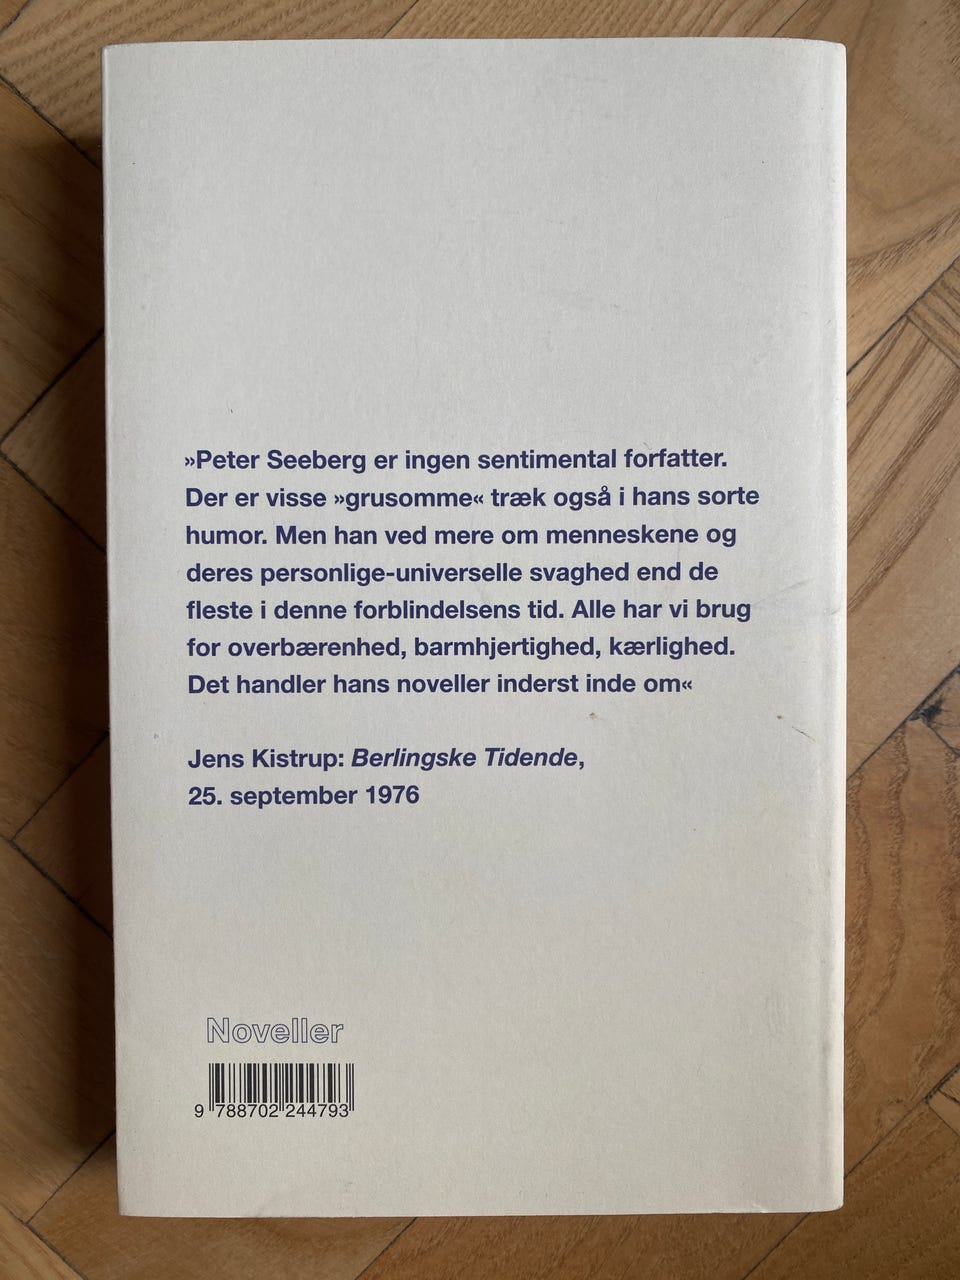 »Peter Seeberg er ingen sentimental forfatter.
Der er visse »grusomme« træk også i hans sorte
humor. Men han ved mere om menneskene og
deres personlige-universelle svaghed end de
fleste i denne forblindelsens tid. Alle har vi brug
for overbærenhed, barmhjertighed, kærlighed.
Det handler hans noveller inderst inde om«
Jens Kistrup: Berlingske Tidende,
25. september 1976
Noveller
9 788702 244793